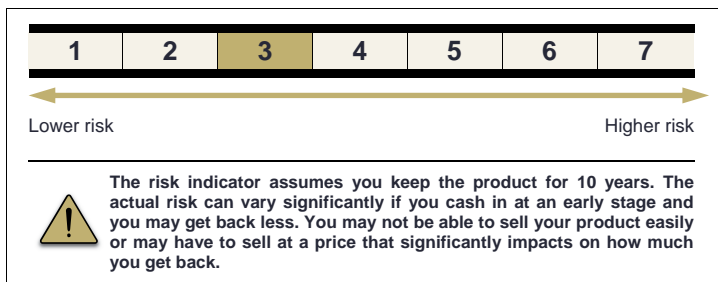 1 2 3 4 5 6 7
Lower risk Higher risk
The risk indicator assumes you keep the product for 10 years. The
actual risk can vary significantly if you cash in at an early stage and
you may get back less. You may not be able to sell your product easily
or may have to sell at a price that significantly impacts on how much
you get back.